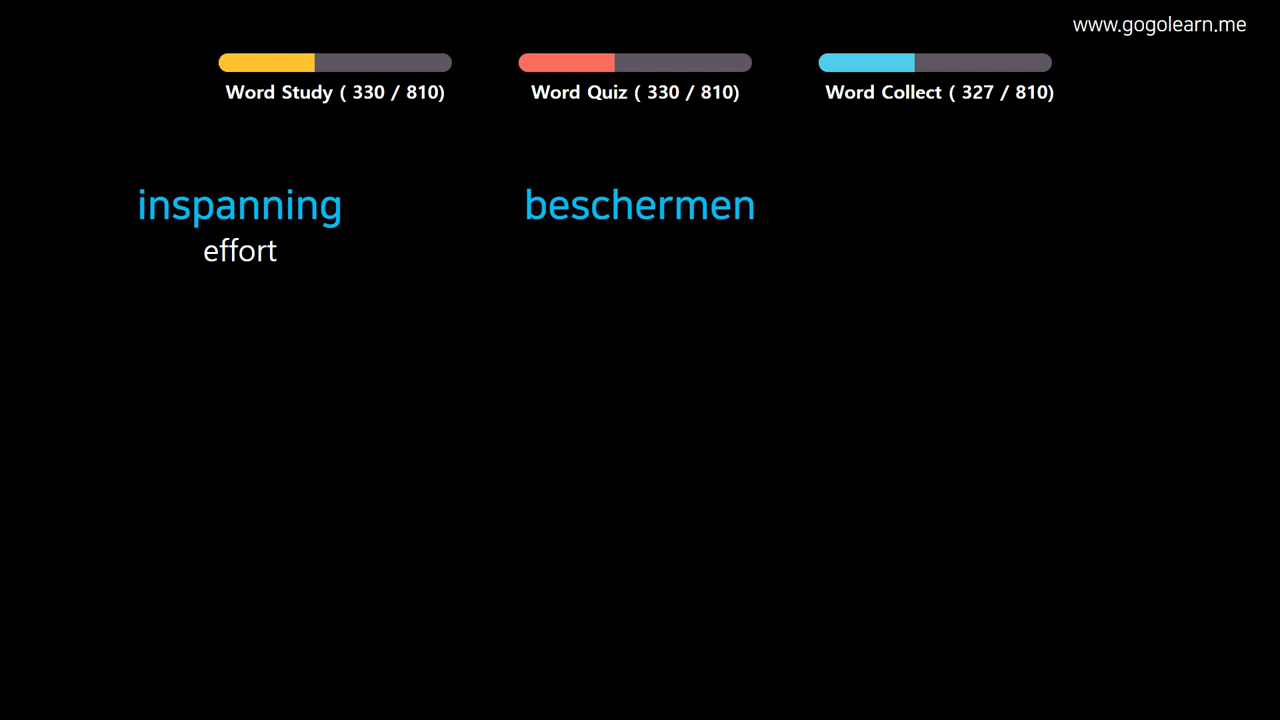 www.gogolearn.me
Word Study ( 330 / 810)
Word Quiz ( 330 / 810)
Word Collect ( 327 / 810)
inspanning
effort
beschermen